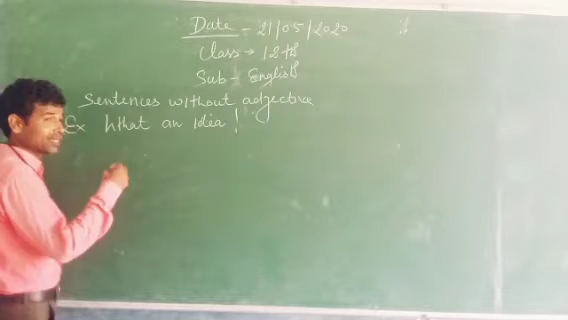 Date - 21/05/2020
Class → 12th
Sub - English
Sentences without adjective
Ex What an idea!